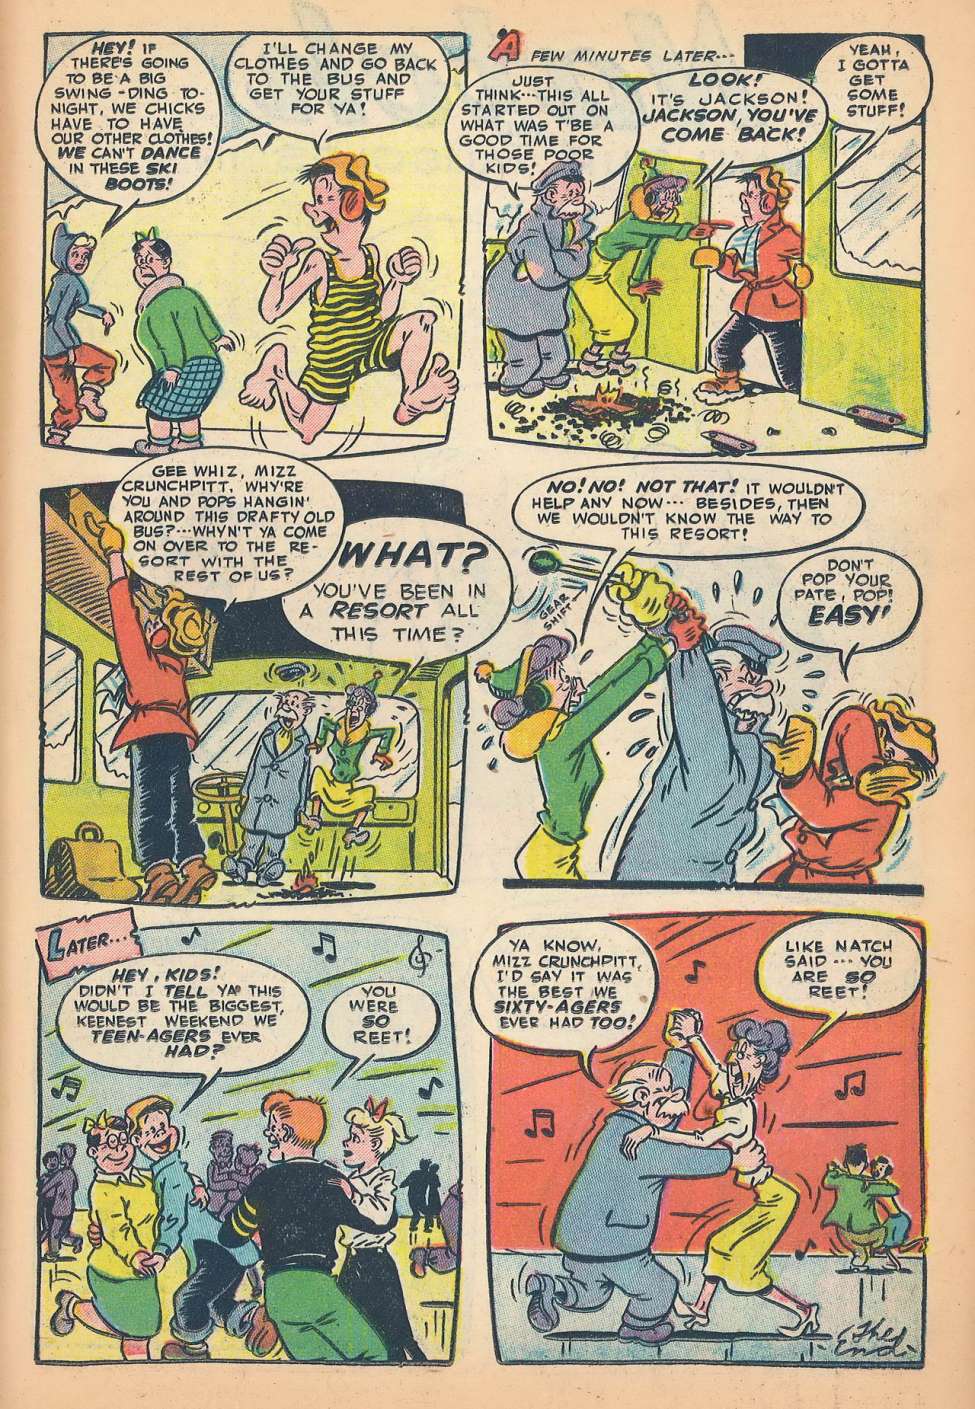 HEY! IF
THERE'S GOING
TO BE A BIG
SWING-DING TO-
NIGHT, WE CHICKS
HAVE TO HAVE
OUR OTHER CLOTHES!
WE CAN'T DANCE
IN THESE SKI
BOOTS!
I'LL CHANGE MY
CLOTHES AND GO BACK
TO THE BUS AND
GET YOUR STUFF
FOR YA!
A FEW MINUTES LATER---
JUST
THINK---THIS ALL
STARTED OUT ON
WHAT WAS T'BE A
GOOD TIME FOR
THOSE POOR
KIDS!
LOOK!
IT'S JACKSON!
JACKSON, YOU'VE
COME BACK!
YEAH,
I GOTTA
GET
SOME
STUFF!
GEE WHIZ, MIZZ
CRUNCHPITT, WHY'RE
YOU AND POPS HANGIN'
AROUND THIS DRAFTY OLD
BUS?---WHYN'T YA COME
ON OVER TO THE RE-
SORT WITH THE
REST OF US?
WHAT?
YOU'VE BEEN IN
A RESORT ALL
THIS TIME?
NO! NO! NOT THAT! IT WOULDN'T
HELP ANY NOW--- BESIDES, THEN
WE WOULDN'T KNOW THE WAY TO
THIS RESORT!
GEAR
SHIFT
DON'T
POP YOUR
PATE, POP!
EASY!
LATER...
HEY, KIDS!
DIDN'T I TELL YA THIS
WOULD BE THE BIGGEST,
KEENEST WEEKEND WE
TEEN-AGERS EVER
HAD?
YOU
WERE
SO
REET!
YA KNOW,
MIZZ CRUNCHPITT,
I'D SAY IT WAS
THE BEST WE
SIXTY-AGERS
EVER HAD TOO!
LIKE NATCH
SAID---YOU
ARE SO
REET!
The
End